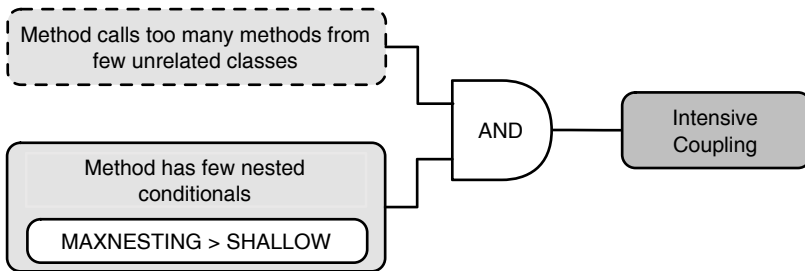 Method calls too many methods from
few unrelated classes
AND
Intensive
Coupling
Method has few nested
conditionals
MAXNESTING > SHALLOW